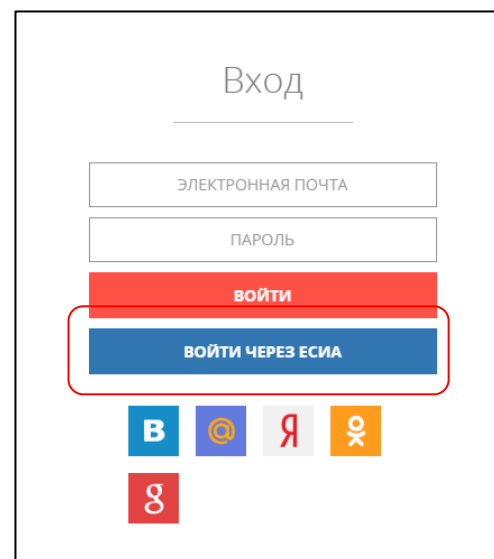 Вход
ЭЛЕКТРОННАЯ ПОЧТА
ПАРОЛЬ
ВОЙТИ
ВОЙТИ ЧЕРЕЗ ЕСИА
В @ Я
g